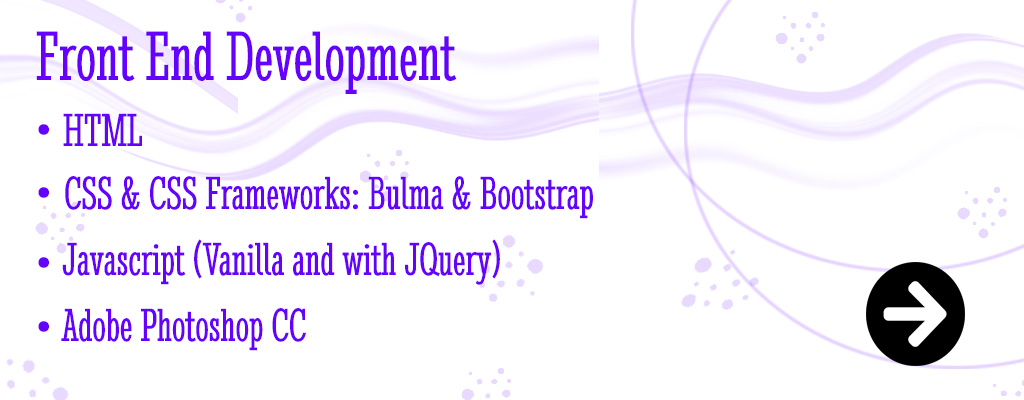 Front End Development
• HTML
• CSS & CSS Frameworks: Bulma & Bootstrap
• Javascript (Vanilla and with JQuery)
• Adobe Photoshop CC